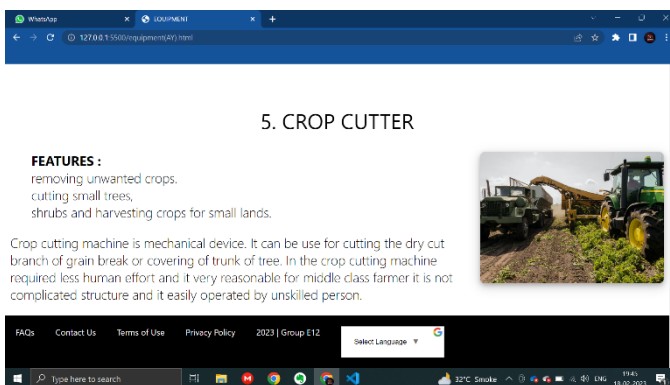 WhatsApp
EQUIPMENT
127.0.0.1:5500/equipment(AY).html
5. CROP CUTTER
FEATURES :
removing unwanted crops.
cutting small trees,
shrubs and harvesting crops for small lands.
Crop cutting machine is mechanical device. It can be use for cutting the dry cut
branch of grain break or covering of trunk of tree. In the crop cutting machine
required less human effort and it very reasonable for middle class farmer it is not
complicated structure and it easily operated by unskilled person.
FAQs Contact Us Terms of Use Privacy Policy 2023 | Group E12 Select Language ▼
Type here to search 32°C Smoke ENG 19:45
18-02-2023